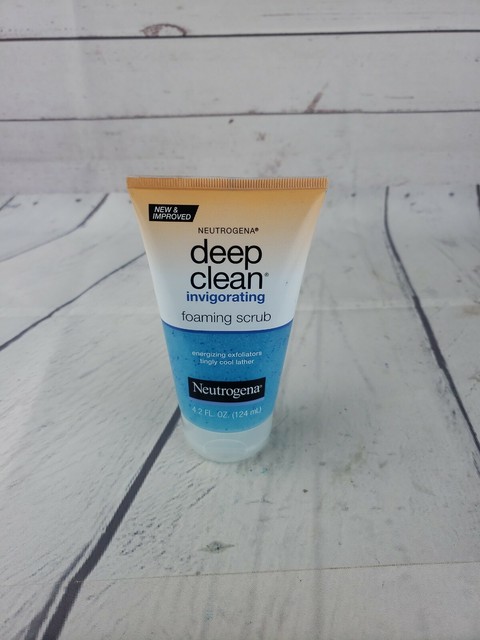 NEW &
IMPROVED
NEUTROGENA®
deep
clean®
invigorating
foaming scrub
energizing exfoliators
tingly cool lather
Neutrogena®
4.2 FL. OZ. (124 mL)